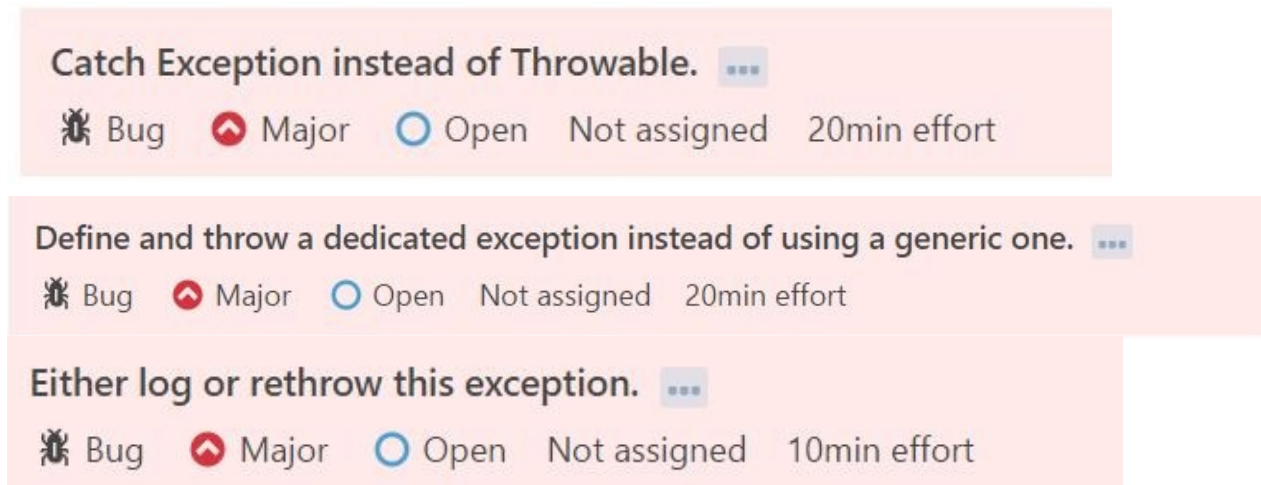 Catch Exception instead of Throwable. ...
Bug Major Open Not assigned 20min effort
Define and throw a dedicated exception instead of using a generic one. ...
Bug Major Open Not assigned 20min effort
Either log or rethrow this exception. ...
Bug Major Open Not assigned 10min effort